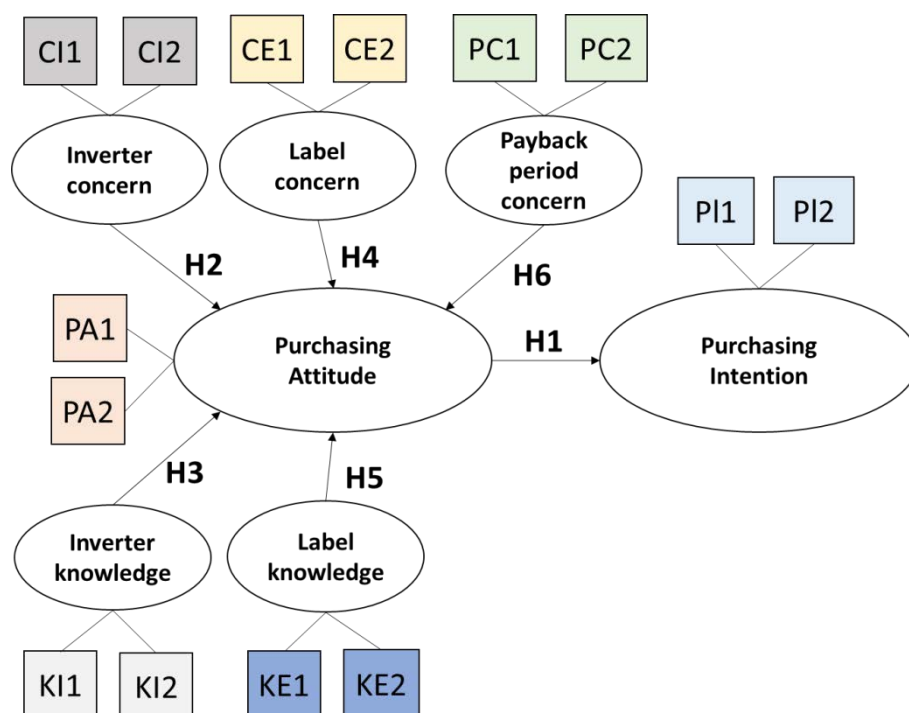 CI1 CI2 CE1 CE2 PC1 PC2
Inverter
concern
Label
concern
Payback
period
concern
PI1 PI2
H2
H4
H6
PA1
PA2
Purchasing
Attitude
H1
Purchasing
Intention
H3
H5
Inverter
knowledge
Label
knowledge
KI1 KI2 KE1 KE2